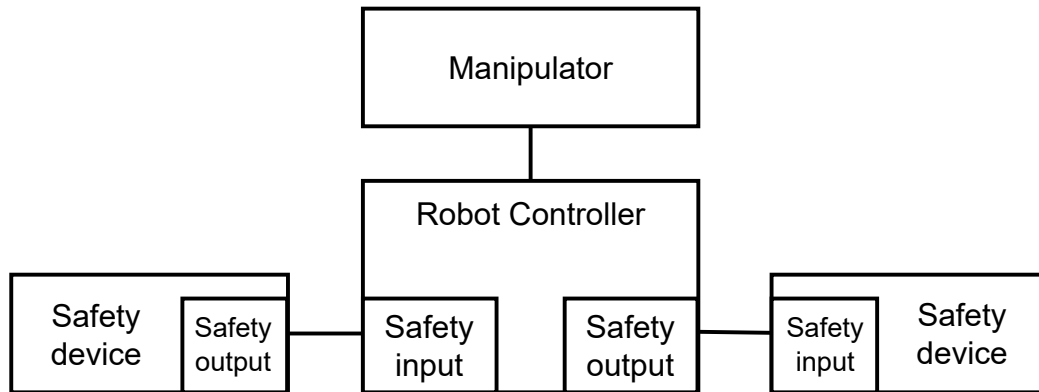 Manipulator
Robot Controller
Safety
device
Safety
output
Safety
input
Safety
output
Safety
input
Safety
device